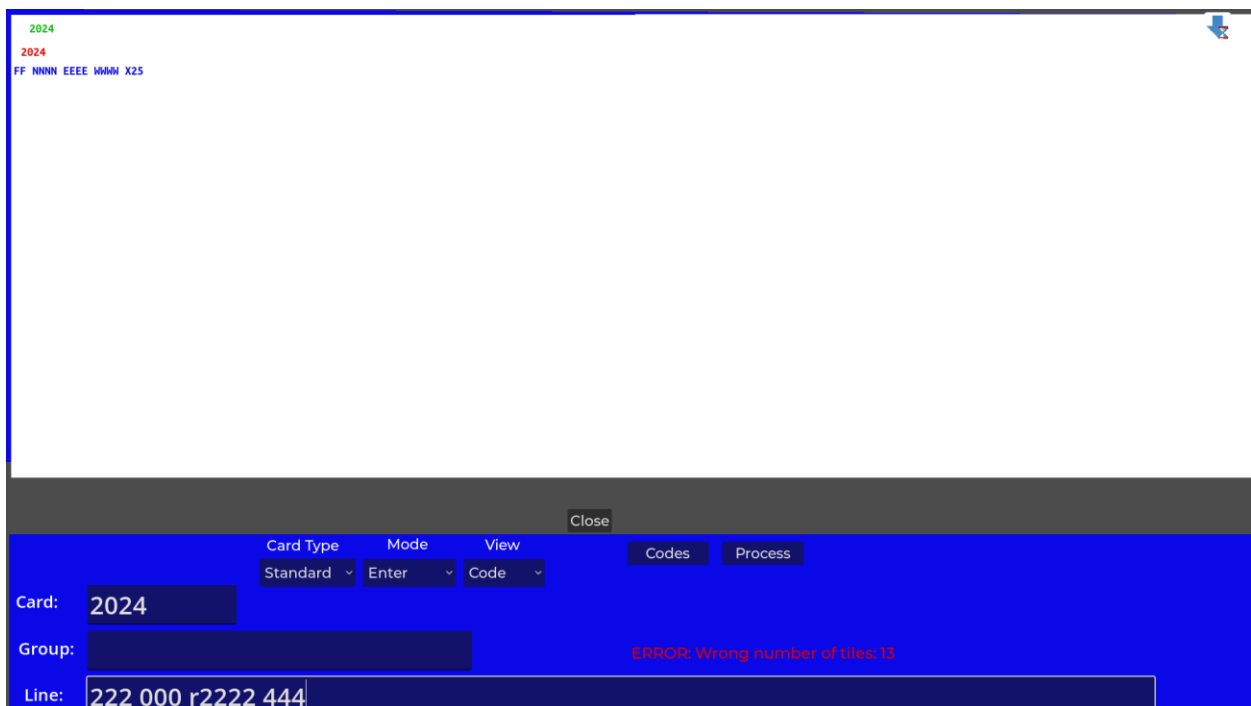 2024
2024
FF NNNN EEEE WWWW X25
Close
Card Type Mode View
Codes Process
Standard Enter Code
Card: 2024
Group:
ERROR: Wrong number of tiles: 13
Line: 222 000 r2222 444